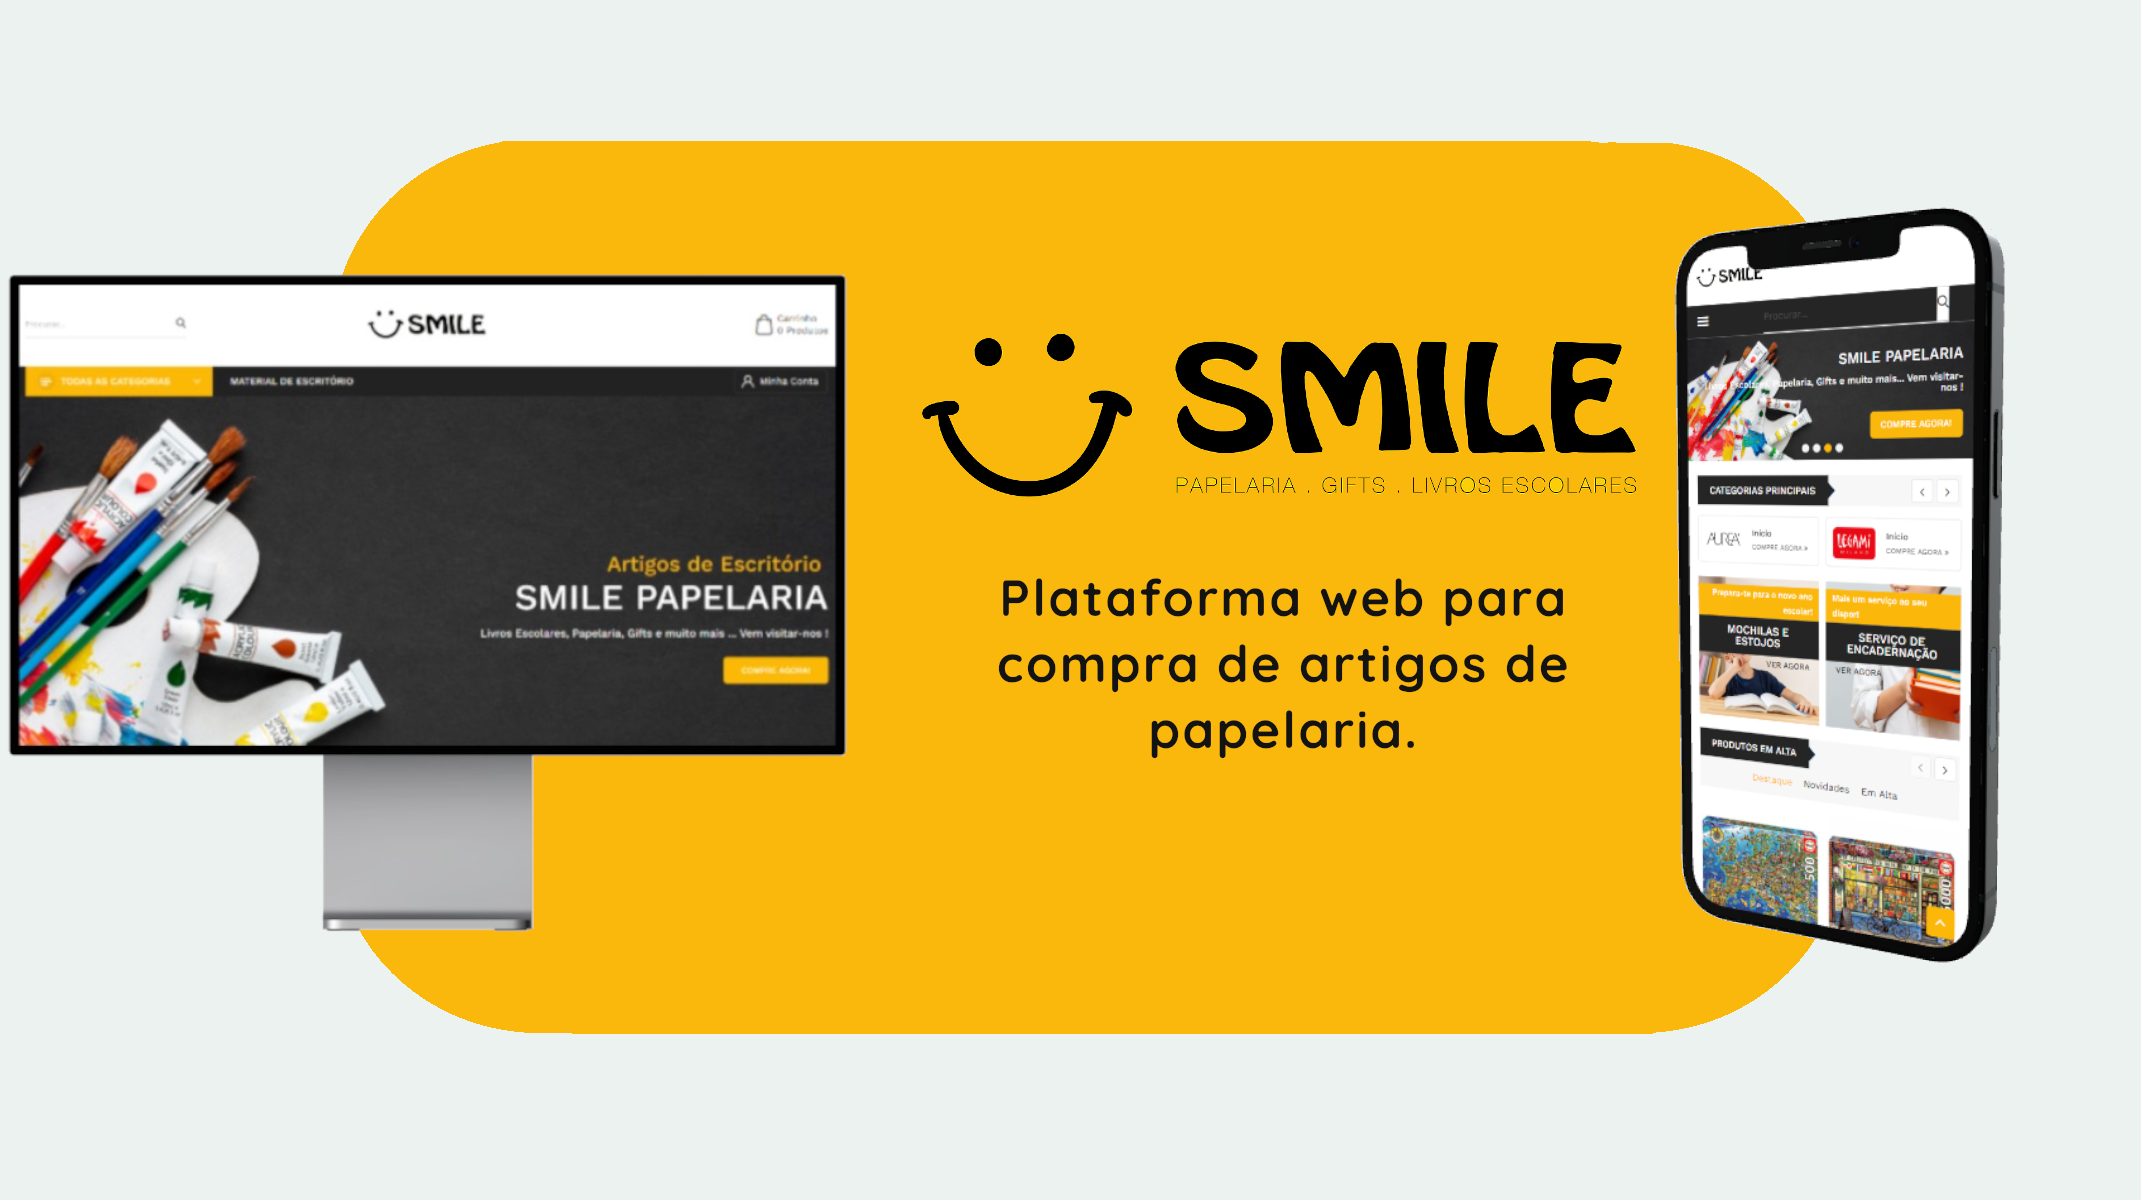 Procurar...
SMILE
Carrinho
0 Produtos
TODAS AS CATEGORIAS
MATERIAL DE ESCRITÓRIO
Minha Conta
Artigos de Escritório
SMILE PAPELARIA
Livros Escolares, Papelaria, Gifts e muito mais ... Vem visitar-nos !
COMPRE AGORA!
SMILE
PAPELARIA . GIFTS . LIVROS ESCOLARES
Plataforma web para
compra de artigos de
papelaria.
SMILE
Procurar...
SMILE PAPELARIA
Livros Escolares, Papelaria, Gifts e muito mais... Vem visitar-
nos !
COMPRE AGORA!
CATEGORIAS PRINCIPAIS
AUREA
Início
COMPRE AGORA »
LEGAMI
MILANO
Início
COMPRE AGORA »
Prepara-te para o novo ano
escolar!
MOCHILAS E
ESTOJOS
VER AGORA
Mais um serviço ao seu
dispor!
SERVIÇO DE
ENCADERNAÇÃO
VER AGORA
PRODUTOS EM ALTA
Destaque Novidades Em Alta
500
5000